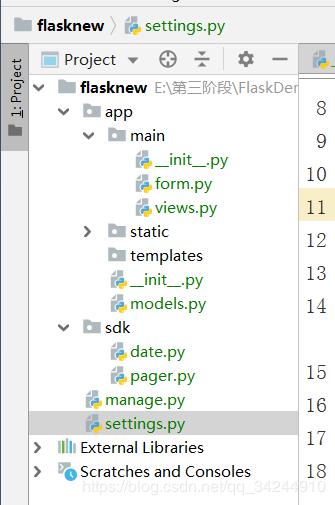 flasknew
settings.py
1: Project
Project
flasknew E:\第三阶段\FlaskDer
app
main
__init__.py
form.py
views.py
static
templates
__init__.py
models.py
sdk
date.py
pager.py
manage.py
settings.py
External Libraries
Scratches and Consoles
8
9
10
11
12
13
14
15
16
17
18
https://blog.csdn.net/qq_34244910